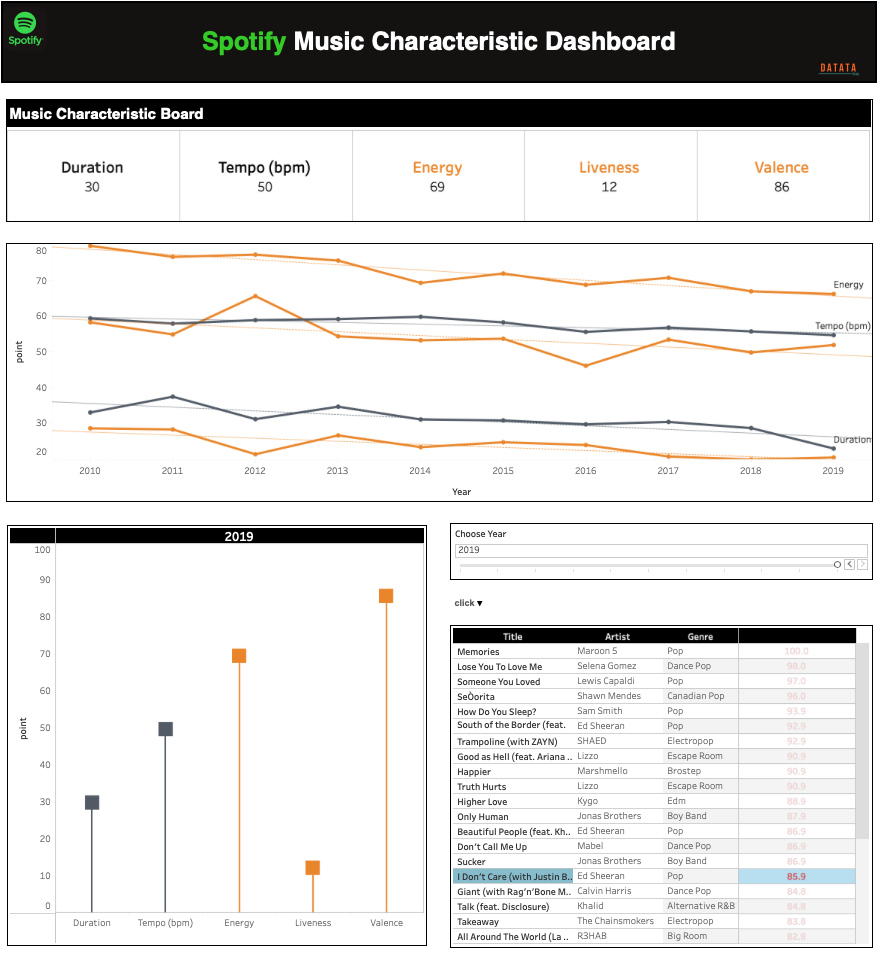 Spotify
Spotify Music Characteristic Dashboard
DATATA
Music Characteristic Board
Duration Tempo (bpm) Energy Liveness Valence
30 50 69 12 86
80
70
60
50
40
30
20
point
Energy
Tempo (bpm)
Duration
2010 2011 2012 2013 2014 2015 2016 2017 2018 2019
Year
2019
100
90
80
70
60
50
40
30
20
10
0
point
Duration Tempo (bpm) Energy Liveness Valence
Choose Year
2019
click ▼
Title Artist Genre
Memories Maroon 5 Pop 100.0
Lose You To Love Me Selena Gomez Dance Pop 98.0
Someone You Loved Lewis Capaldi Pop 97.0
SeÒorita Shawn Mendes Canadian Pop 96.0
How Do You Sleep? Sam Smith Pop 93.9
South of the Border (feat. Ed Sheeran Pop 92.9
Trampoline (with ZAYN) SHAED Electropop 92.9
Good as Hell (feat. Ariana .. Lizzo Escape Room 90.9
Happier Marshmello Brostep 90.9
Truth Hurts Lizzo Escape Room 90.9
Higher Love Kygo Edm 88.9
Only Human Jonas Brothers Boy Band 87.9
Beautiful People (feat. Kh.. Ed Sheeran Pop 86.9
Don't Call Me Up Mabel Dance Pop 86.9
Sucker Jonas Brothers Boy Band 86.9
I Don't Care (with Justin B.. Ed Sheeran Pop 85.9
Giant (with Rag'n'Bone M.. Calvin Harris Dance Pop 84.8
Talk (feat. Disclosure) Khalid Alternative R&B 84.8
Takeaway The Chainsmokers Electropop 83.8
All Around The World (La .. R3HAB Big Room 82.8